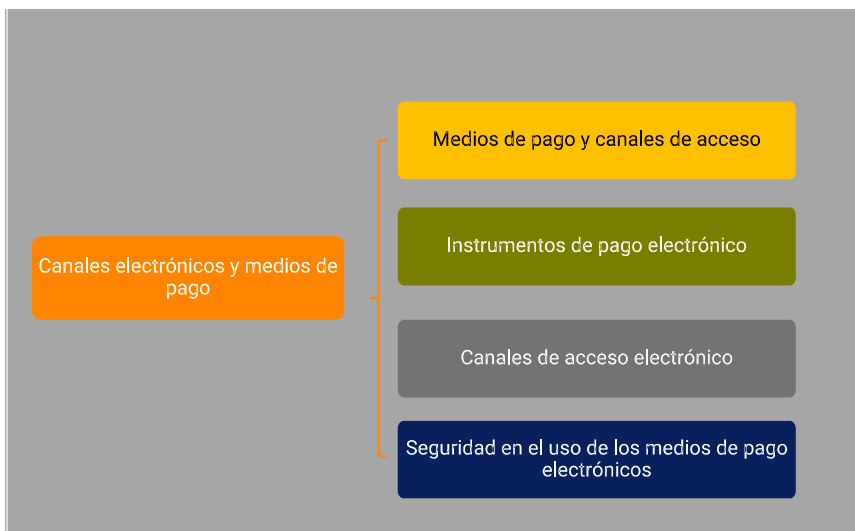 Medios de pago y canales de acceso
Instrumentos de pago electrónico
Canales electrónicos y medios de
pago
Canales de acceso electrónico
Seguridad en el uso de los medios de pago
electrónicos